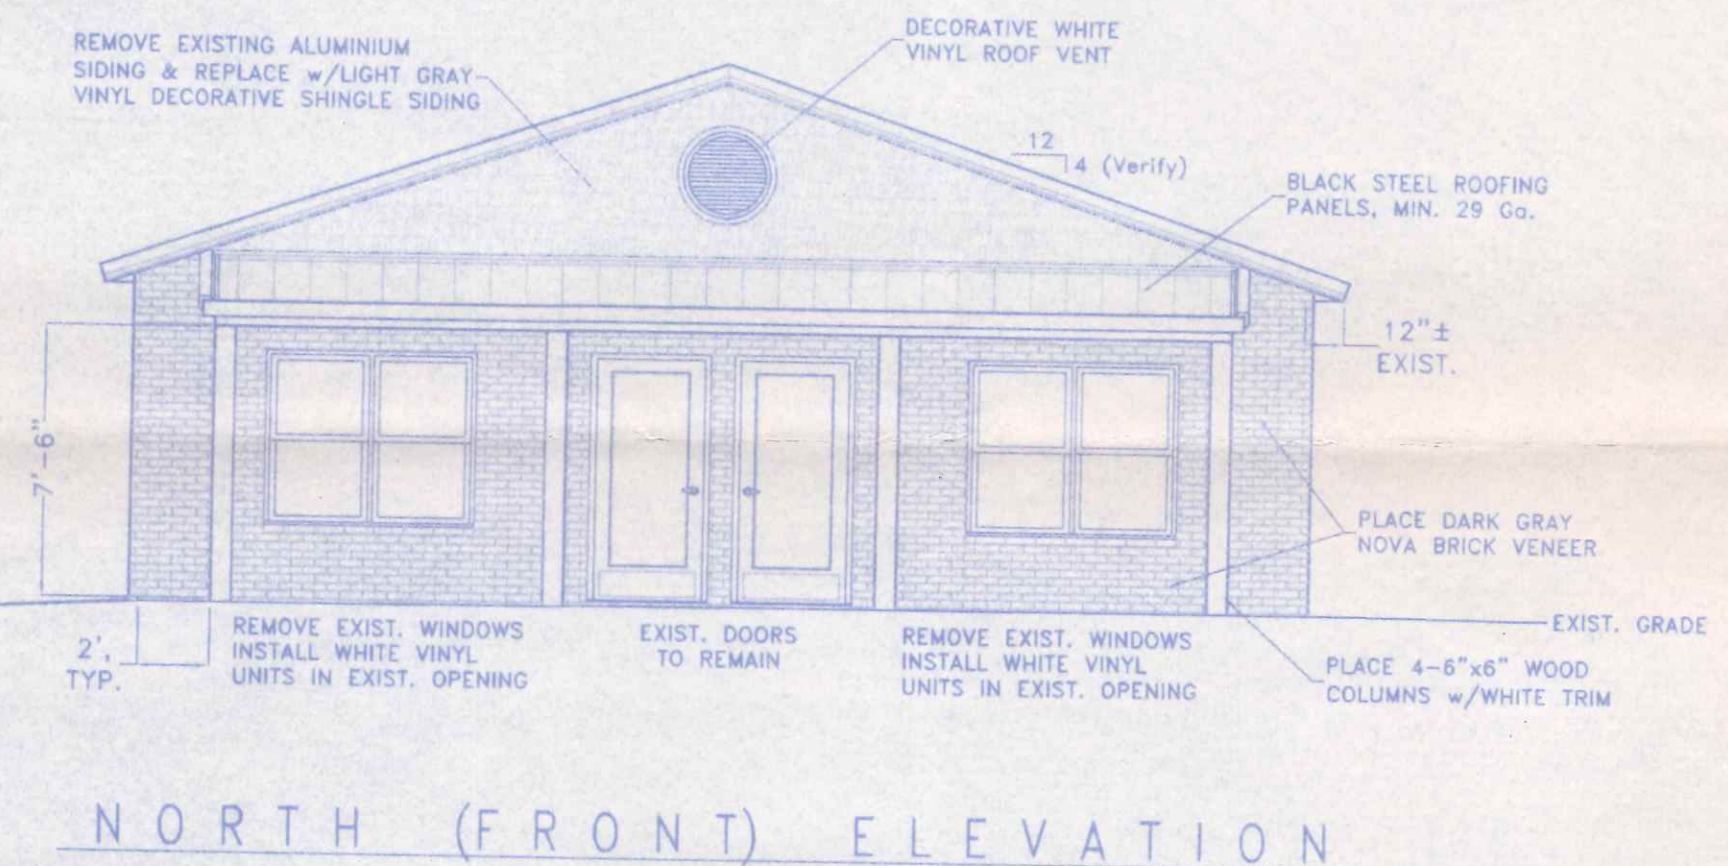 REMOVE EXISTING ALUMINIUM
SIDING & REPLACE w/LIGHT GRAY
VINYL DECORATIVE SHINGLE SIDING
DECORATIVE WHITE
VINYL ROOF VENT
12
4 (Verify)
BLACK STEEL ROOFING
PANELS, MIN. 29 Ga.
12"±
EXIST.
7'-6"
PLACE DARK GRAY
NOVA BRICK VENEER
EXIST. GRADE
2',
TYP.
REMOVE EXIST. WINDOWS
INSTALL WHITE VINYL
UNITS IN EXIST. OPENING
EXIST. DOORS
TO REMAIN
REMOVE EXIST. WINDOWS
INSTALL WHITE VINYL
UNITS IN EXIST. OPENING
PLACE 4-6"x6" WOOD
COLUMNS w/WHITE TRIM
NORTH (FRONT) ELEVATION